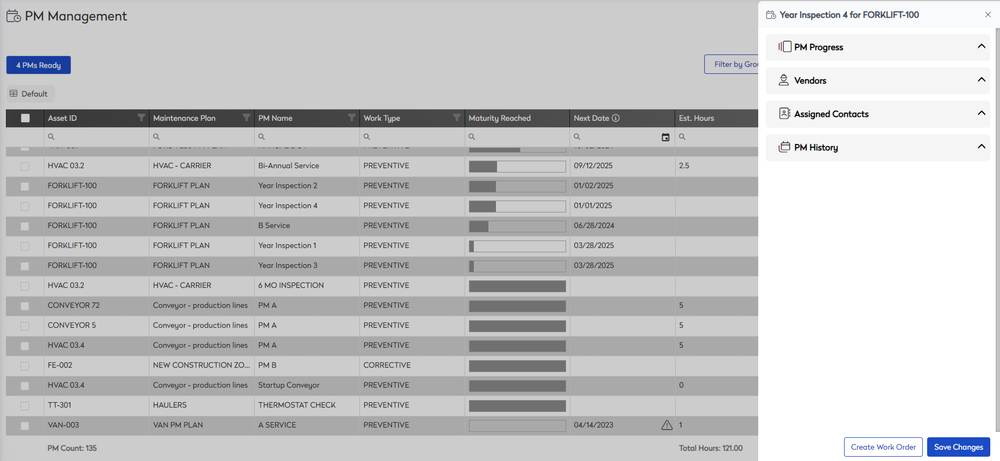 PM Management
4 PMs Ready
Filter by Grou
Default
Asset ID Maintenance Plan PM Name Work Type Maturity Reached Next Date Est. Hours
HVAC 03.2 HVAC - CARRIER Bi-Annual Service PREVENTIVE 09/12/2025 2.5
FORKLIFT-100 FORKLIFT PLAN Year Inspection 2 PREVENTIVE 01/02/2025
FORKLIFT-100 FORKLIFT PLAN Year Inspection 4 PREVENTIVE 01/01/2025
FORKLIFT-100 FORKLIFT PLAN B Service PREVENTIVE 06/28/2024
FORKLIFT-100 FORKLIFT PLAN Year Inspection 1 PREVENTIVE 03/28/2025
FORKLIFT-100 FORKLIFT PLAN Year Inspection 3 PREVENTIVE 03/28/2025
HVAC 03.2 HVAC - CARRIER 6 MO INSPECTION PREVENTIVE
CONVEYOR 72 Conveyor - production lines PM A PREVENTIVE 5
CONVEYOR 5 Conveyor - production lines PM A PREVENTIVE 5
HVAC 03.4 Conveyor - production lines PM A PREVENTIVE 5
FE-002 NEW CONSTRUCTION ZO... PM B CORRECTIVE
HVAC 03.4 Conveyor - production lines Startup Conveyor PREVENTIVE 0
TT-301 HAULERS THERMOSTAT CHECK PREVENTIVE
VAN-003 VAN PM PLAN A SERVICE PREVENTIVE 04/14/2023 1
PM Count: 135 Total Hours: 121.00
Year Inspection 4 for FORKLIFT-100
PM Progress
Vendors
Assigned Contacts
PM History
Create Work Order Save Changes